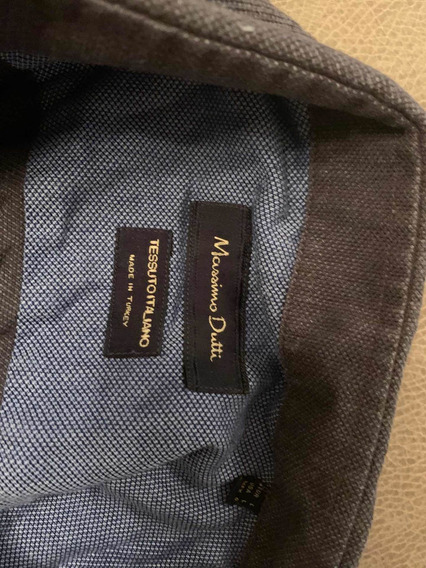 Massimo Dutti
TESSUTO ITALIANO
MADE IN TURKEY